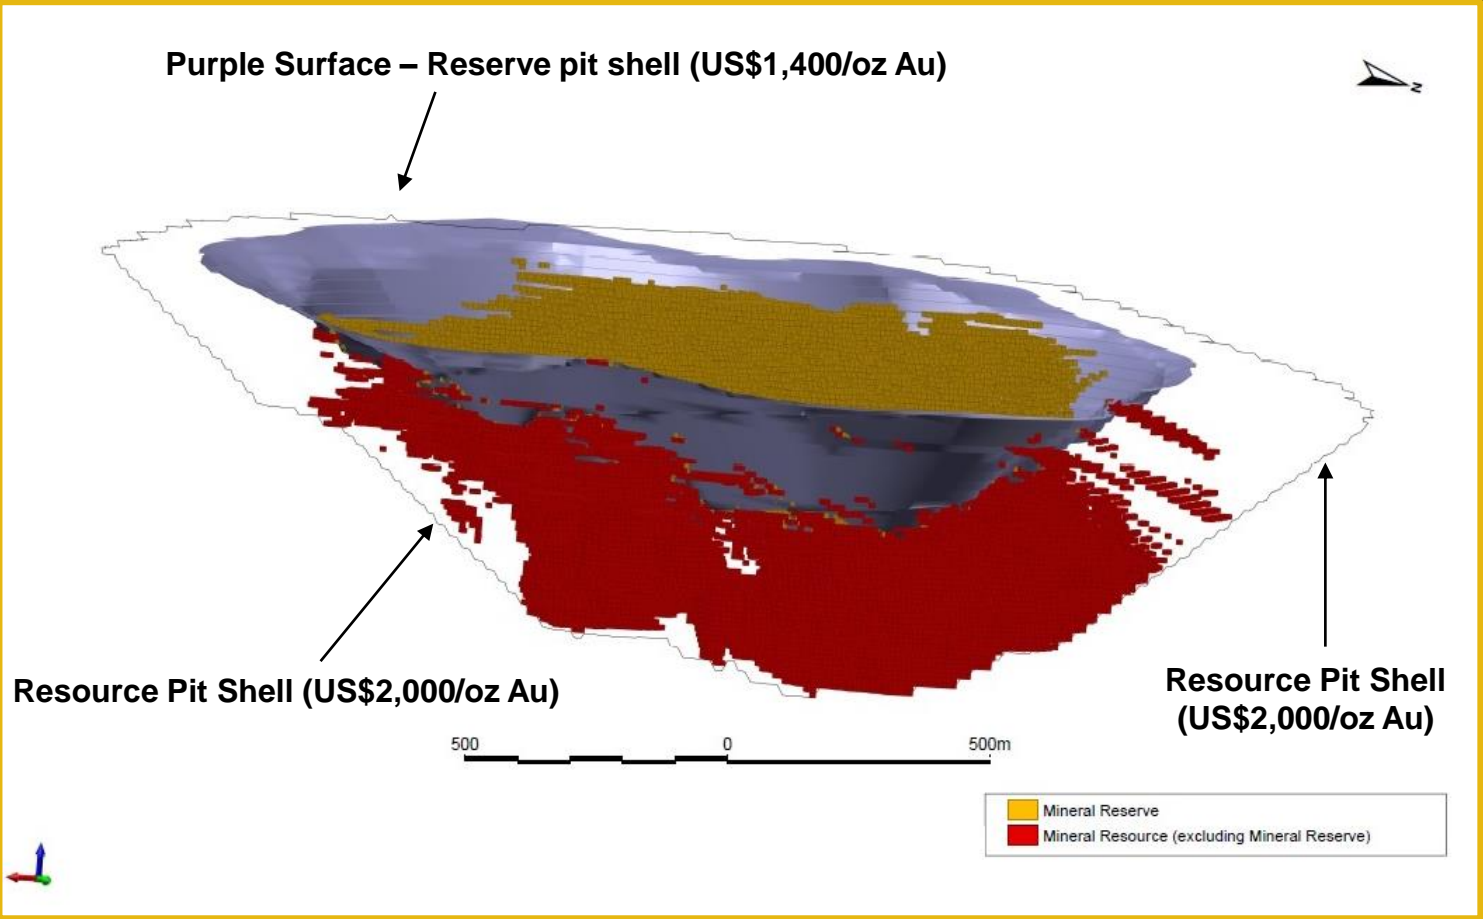 Purple Surface – Reserve pit shell (US$1,400/oz Au)
N
Resource Pit Shell (US$2,000/oz Au)
Resource Pit Shell
(US$2,000/oz Au)
500 0 500m
Mineral Reserve
Mineral Resource (excluding Mineral Reserve)